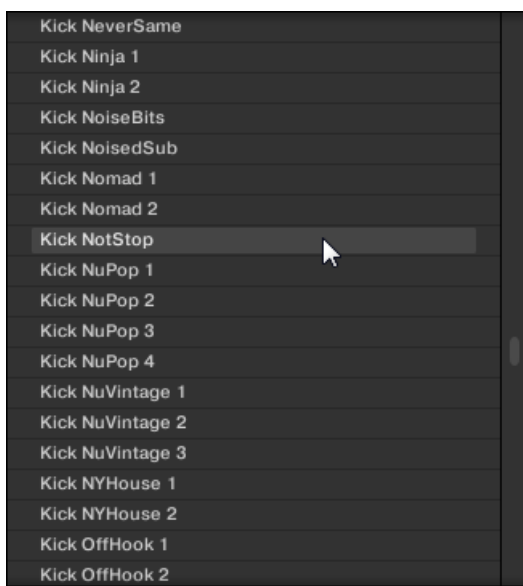 Kick NeverSame
Kick Ninja 1
Kick Ninja 2
Kick NoiseBits
Kick NoisedSub
Kick Nomad 1
Kick Nomad 2
Kick NotStop
Kick NuPop 1
Kick NuPop 2
Kick NuPop 3
Kick NuPop 4
Kick NuVintage 1
Kick NuVintage 2
Kick NuVintage 3
Kick NYHouse 1
Kick NYHouse 2
Kick OffHook 1
Kick OffHook 2